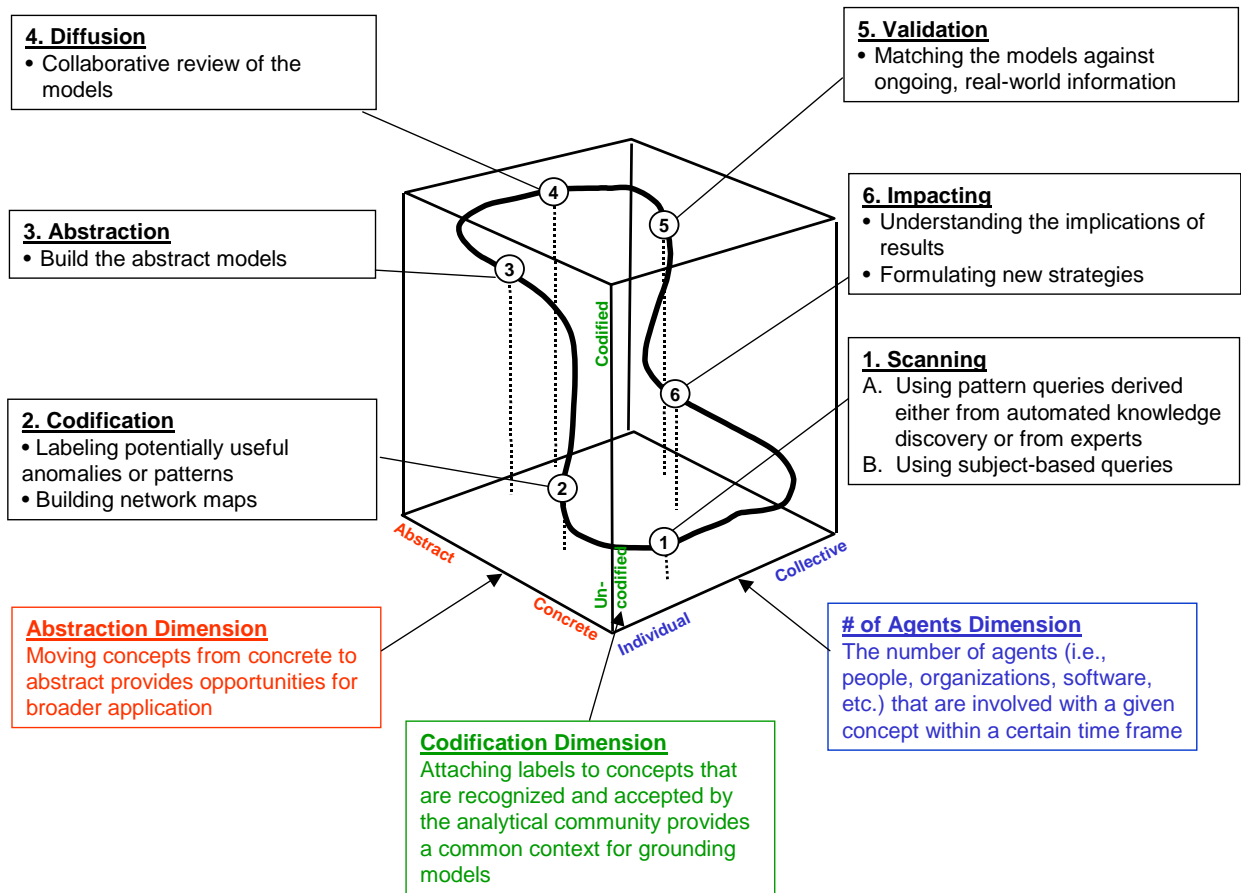 4. Diffusion
• Collaborative review of the
models
5. Validation
• Matching the models against
ongoing, real-world information
3. Abstraction
• Build the abstract models
6. Impacting
• Understanding the implications of
results
• Formulating new strategies
2. Codification
• Labeling potentially useful
anomalies or patterns
• Building network maps
1. Scanning
A. Using pattern queries derived
either from automated knowledge
discovery or from experts
B. Using subject-based queries
4
5
3
6
2
1
Codified
Un-
codified
Abstract
Concrete
Individual
Collective
Abstraction Dimension
Moving concepts from concrete to
abstract provides opportunities for
broader application
Codification Dimension
Attaching labels to concepts that
are recognized and accepted by
the analytical community provides
a common context for grounding
models
# of Agents Dimension
The number of agents (i.e.,
people, organizations, software,
etc.) that are involved with a given
concept within a certain time frame